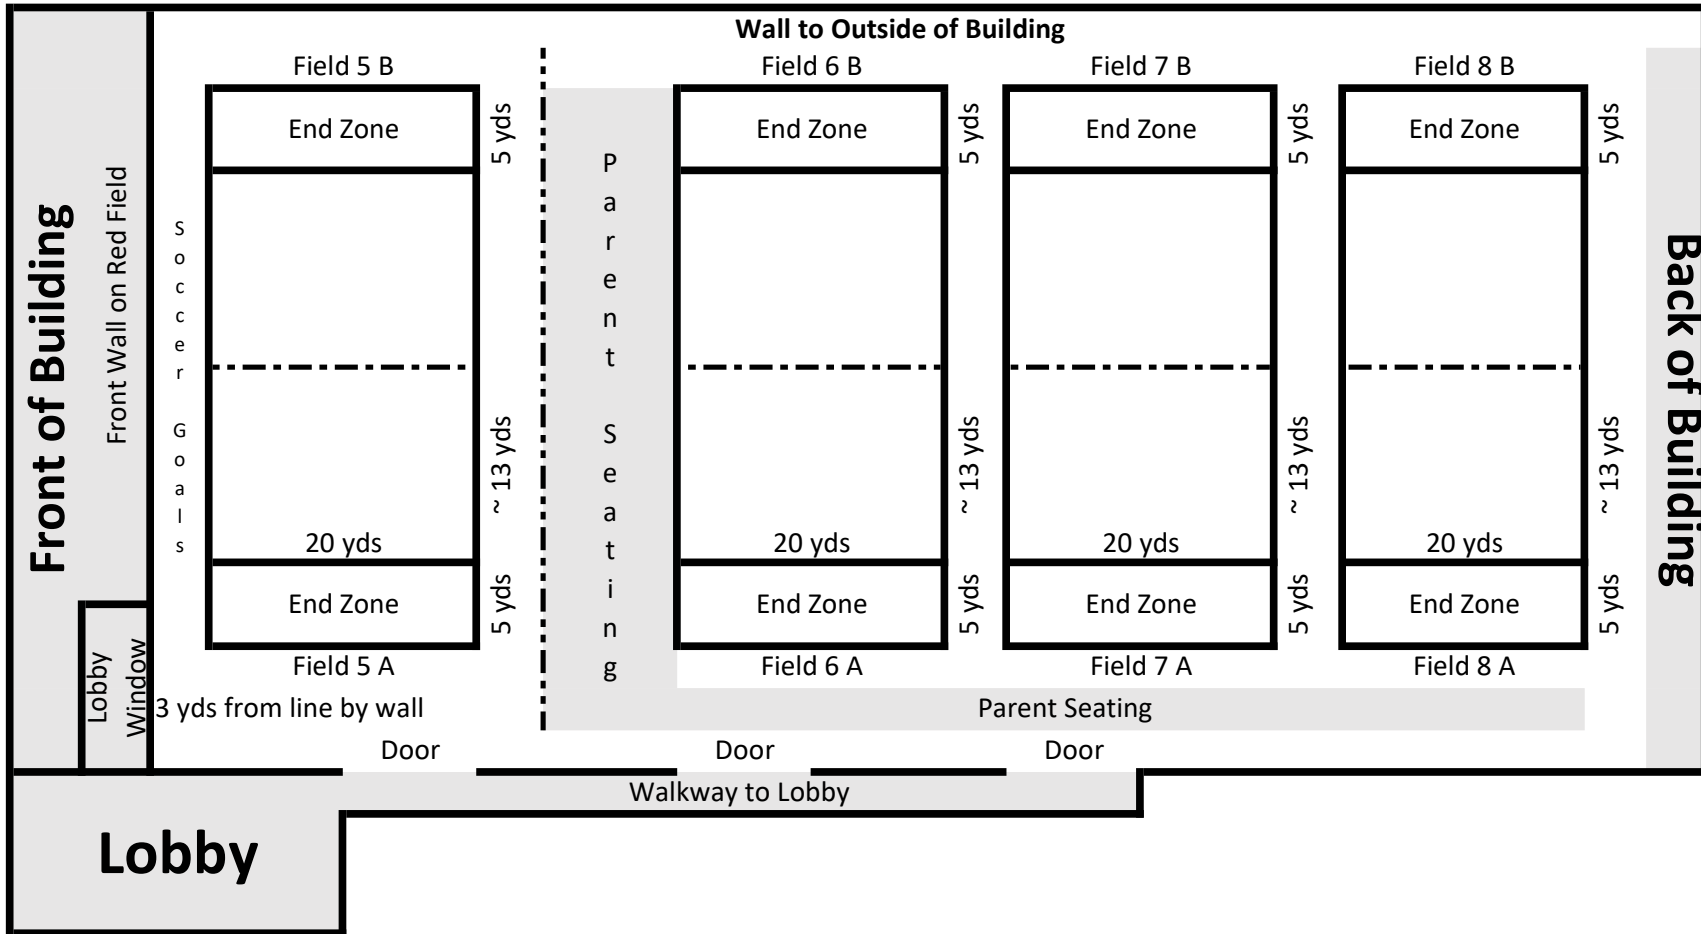 Wall to Outside of Building
Field 5 B
Field 6 B
Field 7 B
Field 8 B
End Zone
5 yds
End Zone
5 yds
End Zone
5 yds
End Zone
5 yds
Front of Building
Front Wall on Red Field
Soccer Goals
Parent Seating
Back of Building
~ 13 yds
~ 13 yds
~ 13 yds
~ 13 yds
20 yds
20 yds
20 yds
20 yds
End Zone
5 yds
End Zone
5 yds
End Zone
5 yds
End Zone
5 yds
Field 5 A
Field 6 A
Field 7 A
Field 8 A
Lobby
Window
3 yds from line by wall
Parent Seating
Door
Door
Door
Walkway to Lobby
Lobby